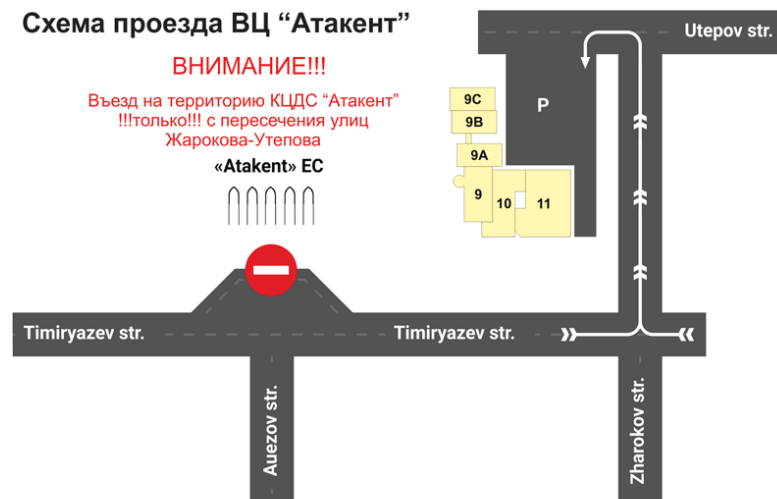 Схема проезда ВЦ “Атакент”
ВНИМАНИЕ!!!
Въезд на территорию КЦДС “Атакент”
!!!только!!! с пересечения улиц
Жарокова-Утепова
«Atakent» EC
Utepov str.
P
9C
9B
9A
9
10
11
Timiryazev str.
Timiryazev str.
Auezov str.
Zharokov str.